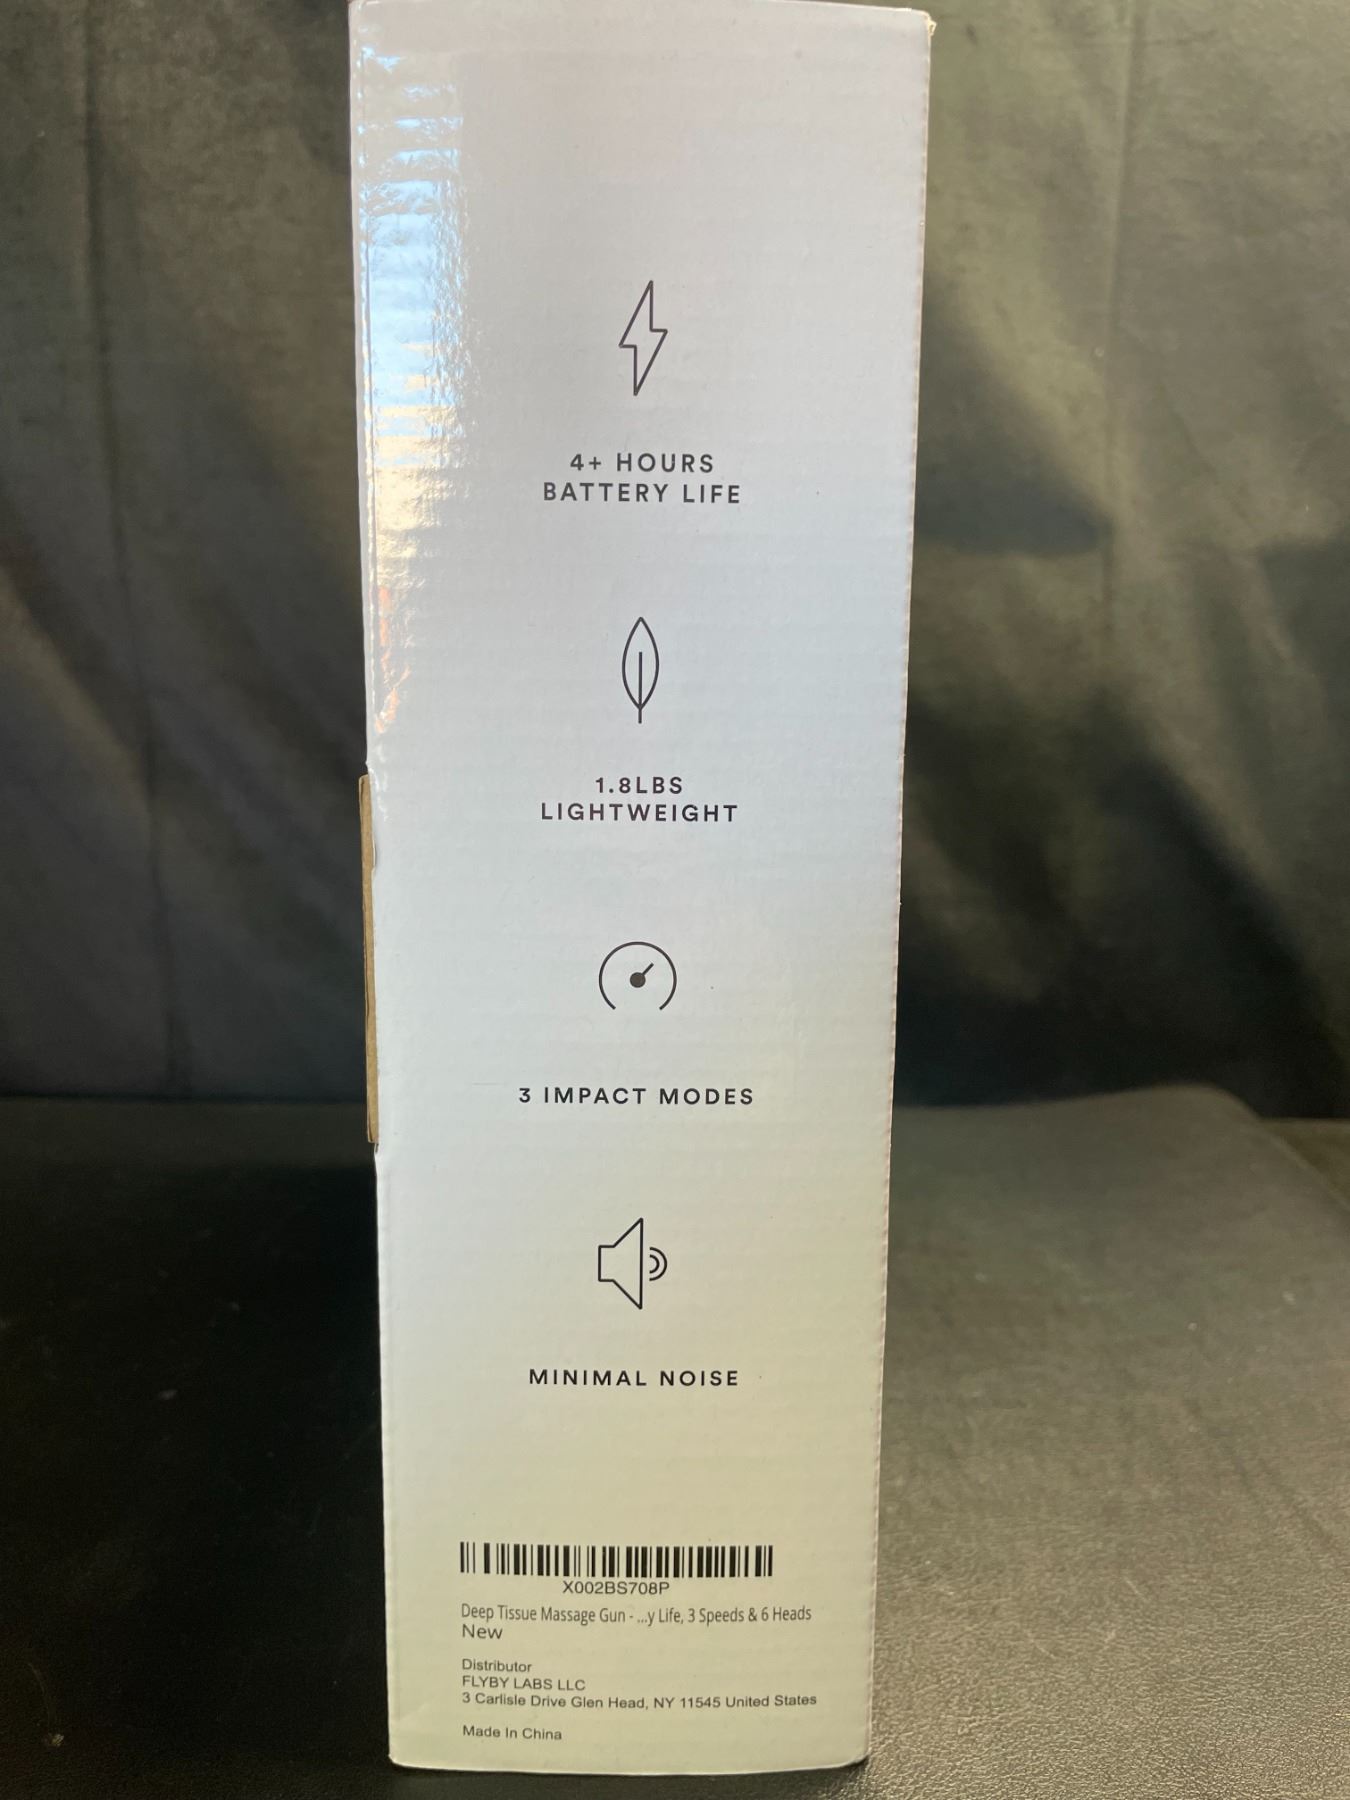 4+ HOURS
BATTERY LIFE
1.8LBS
LIGHTWEIGHT
3 IMPACT MODES
MINIMAL NOISE
X002BS708P
Deep Tissue Massage Gun - ...y Life, 3 Speeds & 6 Heads
New
Distributor
FLYBY LABS LLC
3 Carlisle Drive Glen Head, NY 11545 United States
Made In China